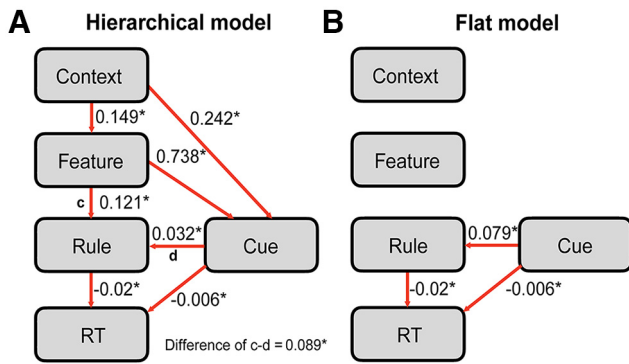 A Hierarchical model
Context
0.149*
0.242*
Feature
0.738*
c 0.121*
Rule
0.032*
d
Cue
-0.02*
-0.006*
RT
Difference of c-d = 0.089*
B Flat model
Context
Feature
Rule
0.079*
Cue
-0.02*
-0.006*
RT